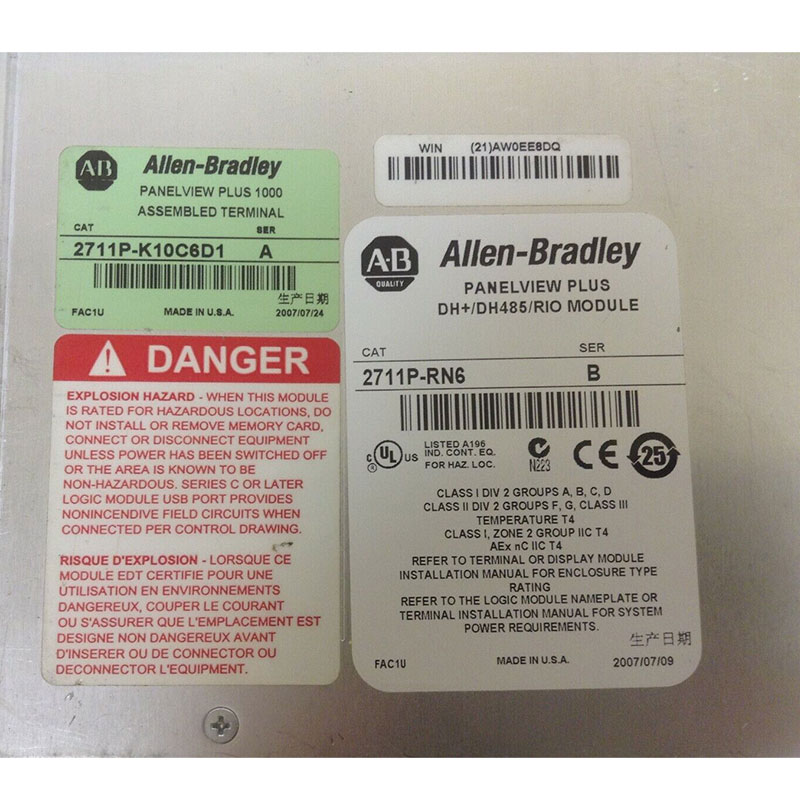 AB Allen-Bradley
PANELVIEW PLUS 1000
ASSEMBLED TERMINAL
CAT SER
2711P-K10C6D1 A
生产日期
FAC1U MADE IN U.S.A. 2007/07/24
DANGER
EXPLOSION HAZARD - WHEN THIS MODULE
IS RATED FOR HAZARDOUS LOCATIONS, DO
NOT INSTALL OR REMOVE MEMORY CARD,
CONNECT OR DISCONNECT EQUIPMENT
UNLESS POWER HAS BEEN SWITCHED OFF
OR THE AREA IS KNOWN TO BE
NON-HAZARDOUS. SERIES C OR LATER
LOGIC MODULE USB PORT PROVIDES
NONINCENDIVE FIELD CIRCUITS WHEN
CONNECTED PER CONTROL DRAWING.
RISQUE D'EXPLOSION - LORSQUE CE
MODULE EDT CERTIFIE POUR UNE
UTILISATION EN ENVIRONNEMENTS
DANGEREUX, COUPER LE COURANT
OU S'ASSURER QUE L'EMPLACEMENT EST
DESIGNE NON DANGEREUX AVANT
D'INSERER OU DE CONNECTOR OU
DECONNECTOR L'EQUIPMENT.
WIN (21)AW0EE8DQ
A-B QUALITY Allen-Bradley
PANELVIEW PLUS
DH+/DH485/RIO MODULE
CAT SER
2711P-RN6 B
c UL US ® LISTED A196
IND. CONT. EQ.
FOR HAZ. LOC.
N223 CE 25
CLASS I DIV 2 GROUPS A, B, C, D
CLASS II DIV 2 GROUPS F, G, CLASS III
TEMPERATURE T4
CLASS I, ZONE 2 GROUP IIC T4
AEx nC IIC T4
REFER TO TERMINAL OR DISPLAY MODULE
INSTALLATION MANUAL FOR ENCLOSURE TYPE
RATING
REFER TO THE LOGIC MODULE NAMEPLATE OR
TERMINAL INSTALLATION MANUAL FOR SYSTEM
POWER REQUIREMENTS.
生产日期
FAC1U MADE IN U.S.A. 2007/07/09